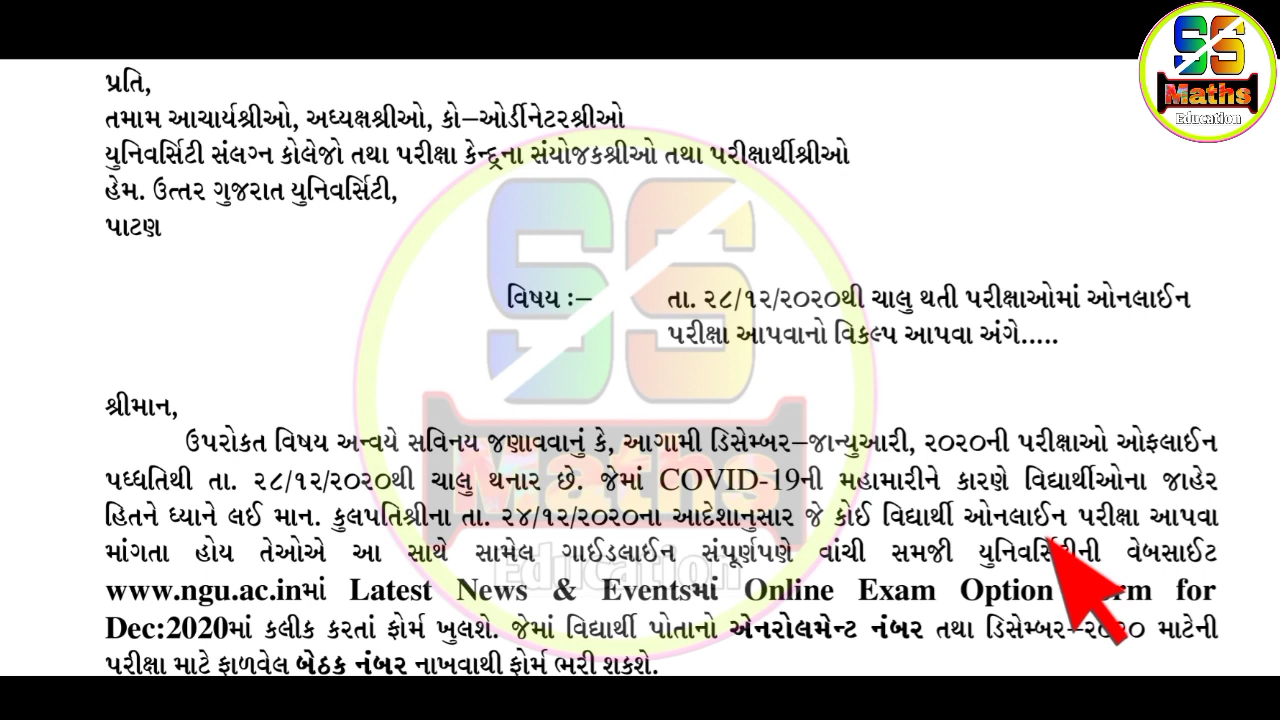 SS
Maths
Education
પ્રતિ,
તમામ આચાર્યશ્રીઓ, અધ્યક્ષશ્રીઓ, કો–ઓર્ડીનેટરશ્રીઓ
યુનિવર્સિટી સંલગ્ન કોલેજો તથા પરીક્ષા કેન્દ્રના સંયોજકશ્રીઓ તથા પરીક્ષાર્થીશ્રીઓ
હેમ. ઉત્તર ગુજરાત યુનિવર્સિટી,
પાટણ
વિષય :– તા. ૨૮/૧૨/૨૦૨૦થી ચાલુ થતી પરીક્ષાઓમાં ઓનલાઈન
પરીક્ષા આપવાનો વિકલ્પ આપવા અંગે.....
શ્રીમાન,
ઉપરોકત વિષય અન્વયે સવિનય જણાવવાનું કે, આગામી ડિસેમ્બર–જાન્યુઆરી, ૨૦૨૦ની પરીક્ષાઓ ઓફલાઈન
પધ્ધતિથી તા. ૨૮/૧૨/૨૦૨૦થી ચાલુ થનાર છે. જેમાં COVID-19ની મહામારીને કારણે વિદ્યાર્થીઓના જાહેર
હિતને ધ્યાને લઈ માન. કુલપતિશ્રીના તા. ૨૪/૧૨/૨૦૨૦ના આદેશાનુસાર જે કોઈ વિદ્યાર્થી ઓનલાઈન પરીક્ષા આપવા
માંગતા હોય તેઓએ આ સાથે સામેલ ગાઈડલાઈન સંપૂર્ણપણે વાંચી સમજી યુનિવર્સિટીની વેબસાઈટ
www.ngu.ac.inમાં Latest News & Eventsમાં Online Exam Option Form for
Dec:2020માં કલીક કરતાં ફોર્મ ખુલશે. જેમાં વિદ્યાર્થી પોતાનો એનરોલમેન્ટ નંબર તથા ડિસેમ્બર–૨૦૨૦ માટેની
પરીક્ષા માટે ફાળવેલ બેઠક નંબર નાખવાથી ફોર્મ ભરી શકશે.
SS
Maths
Education